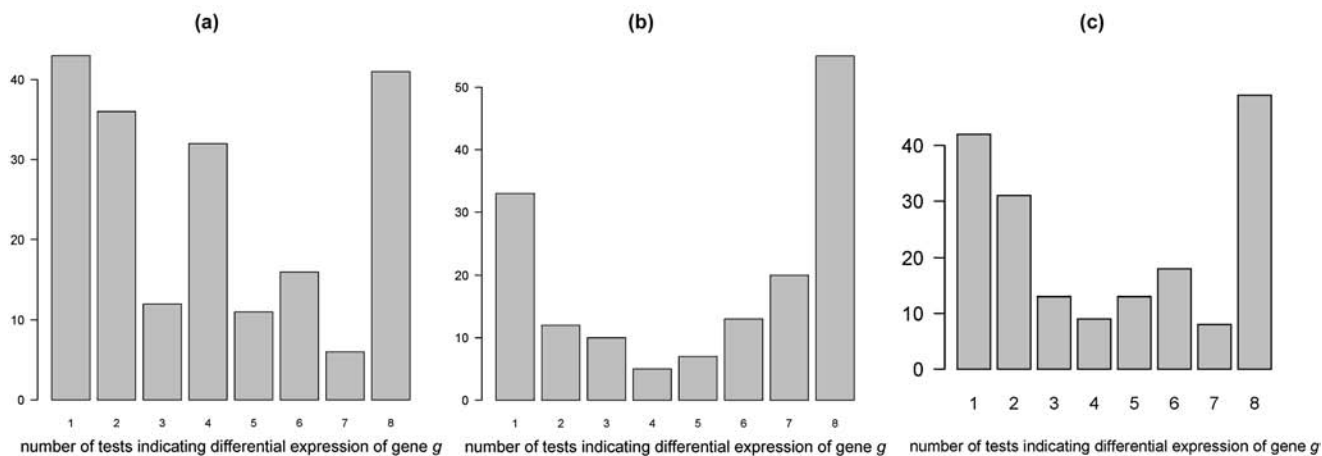 (a)
40
30
20
10
0
1 2 3 4 5 6 7 8
number of tests indicating differential expression of gene g
(b)
50
40
30
20
10
0
1 2 3 4 5 6 7 8
number of tests indicating differential expression of gene g
(c)
40
30
20
10
0
1 2 3 4 5 6 7 8
number of tests indicating differential expression of gene g